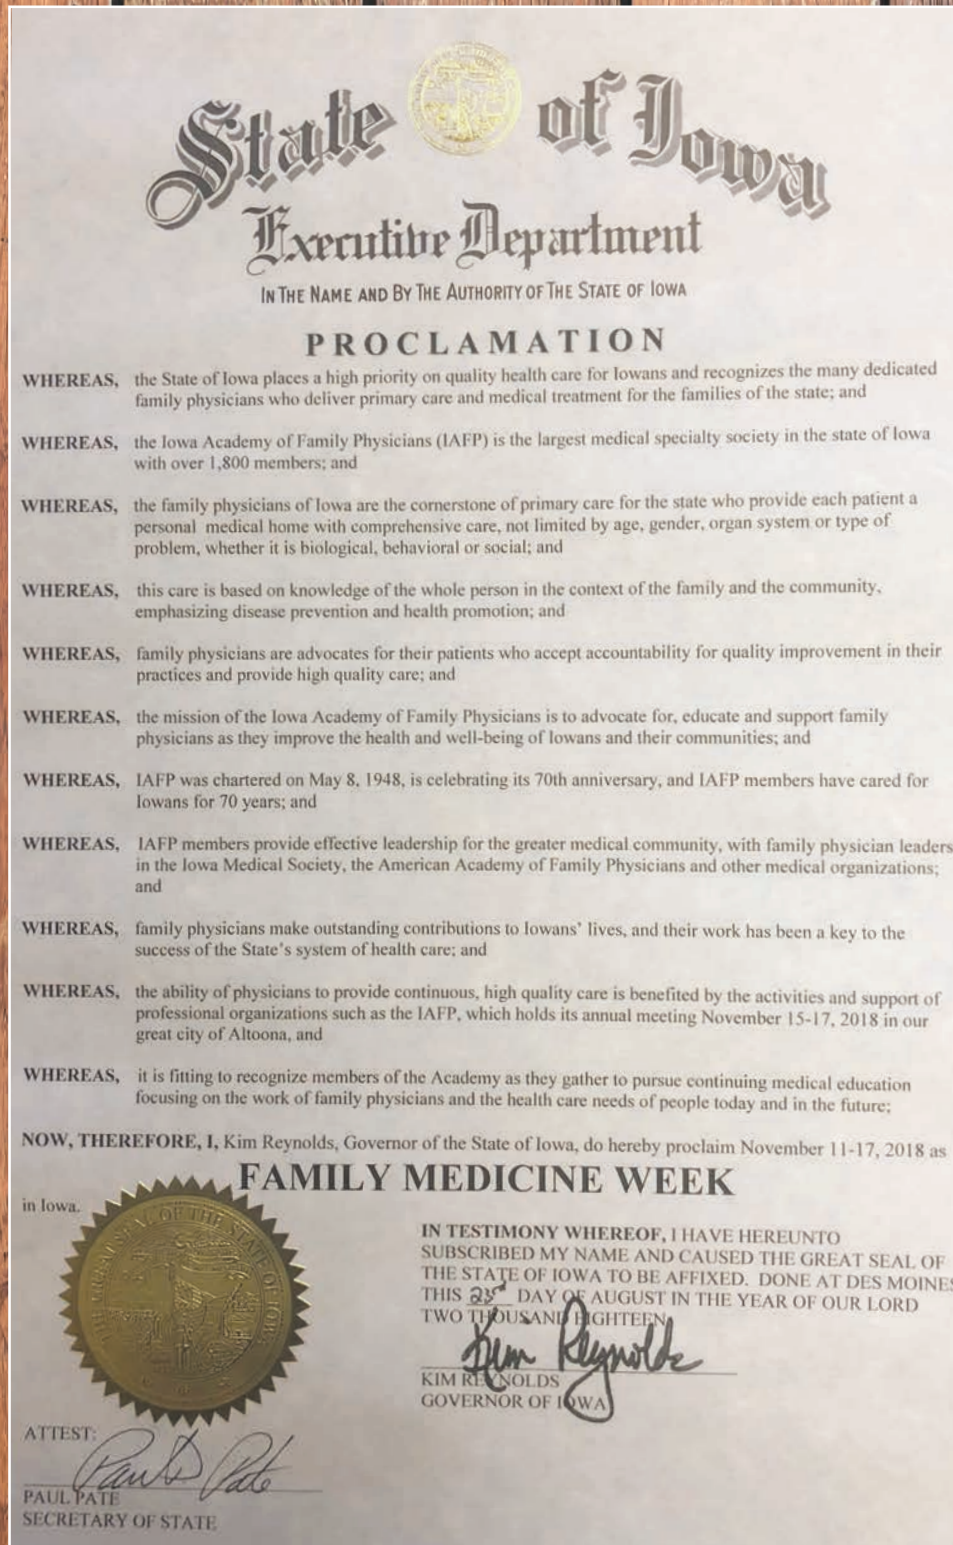 State of Iowa
Executive Department
IN THE NAME AND BY THE AUTHORITY OF THE STATE OF IOWA
PROCLAMATION
WHEREAS, the State of Iowa places a high priority on quality health care for Iowans and recognizes the many dedicated
family physicians who deliver primary care and medical treatment for the families of the state; and
WHEREAS, the Iowa Academy of Family Physicians (IAFP) is the largest medical specialty society in the state of Iowa
with over 1,800 members; and
WHEREAS, the family physicians of Iowa are the cornerstone of primary care for the state who provide each patient a
personal medical home with comprehensive care, not limited by age, gender, organ system or type of
problem, whether it is biological, behavioral or social; and
WHEREAS, this care is based on knowledge of the whole person in the context of the family and the community,
emphasizing disease prevention and health promotion; and
WHEREAS, family physicians are advocates for their patients who accept accountability for quality improvement in their
practices and provide high quality care; and
WHEREAS, the mission of the Iowa Academy of Family Physicians is to advocate for, educate and support family
physicians as they improve the health and well-being of Iowans and their communities; and
WHEREAS, IAFP was chartered on May 8, 1948, is celebrating its 70th anniversary, and IAFP members have cared for
Iowans for 70 years; and
WHEREAS, IAFP members provide effective leadership for the greater medical community, with family physician leaders
in the Iowa Medical Society, the American Academy of Family Physicians and other medical organizations;
and
WHEREAS, family physicians make outstanding contributions to Iowans' lives, and their work has been a key to the
success of the State's system of health care; and
WHEREAS, the ability of physicians to provide continuous, high quality care is benefited by the activities and support of
professional organizations such as the IAFP, which holds its annual meeting November 15-17, 2018 in our
great city of Altoona, and
WHEREAS, it is fitting to recognize members of the Academy as they gather to pursue continuing medical education
focusing on the work of family physicians and the health care needs of people today and in the future;
NOW, THEREFORE, I, Kim Reynolds, Governor of the State of Iowa, do hereby proclaim November 11-17, 2018 as
FAMILY MEDICINE WEEK
in Iowa.
THE GREAT SEAL OF THE STATE OF IOWA
IN TESTIMONY WHEREOF, I HAVE HEREUNTO
SUBSCRIBED MY NAME AND CAUSED THE GREAT SEAL OF
THE STATE OF IOWA TO BE AFFIXED. DONE AT DES MOINES
THIS DAY OF AUGUST IN THE YEAR OF OUR LORD
TWO THOUSAND EIGHTEEN
Kim Reynolds
KIM REYNOLDS
GOVERNOR OF IOWA
ATTEST:
Paul D Pate
PAUL PATE
SECRETARY OF STATE